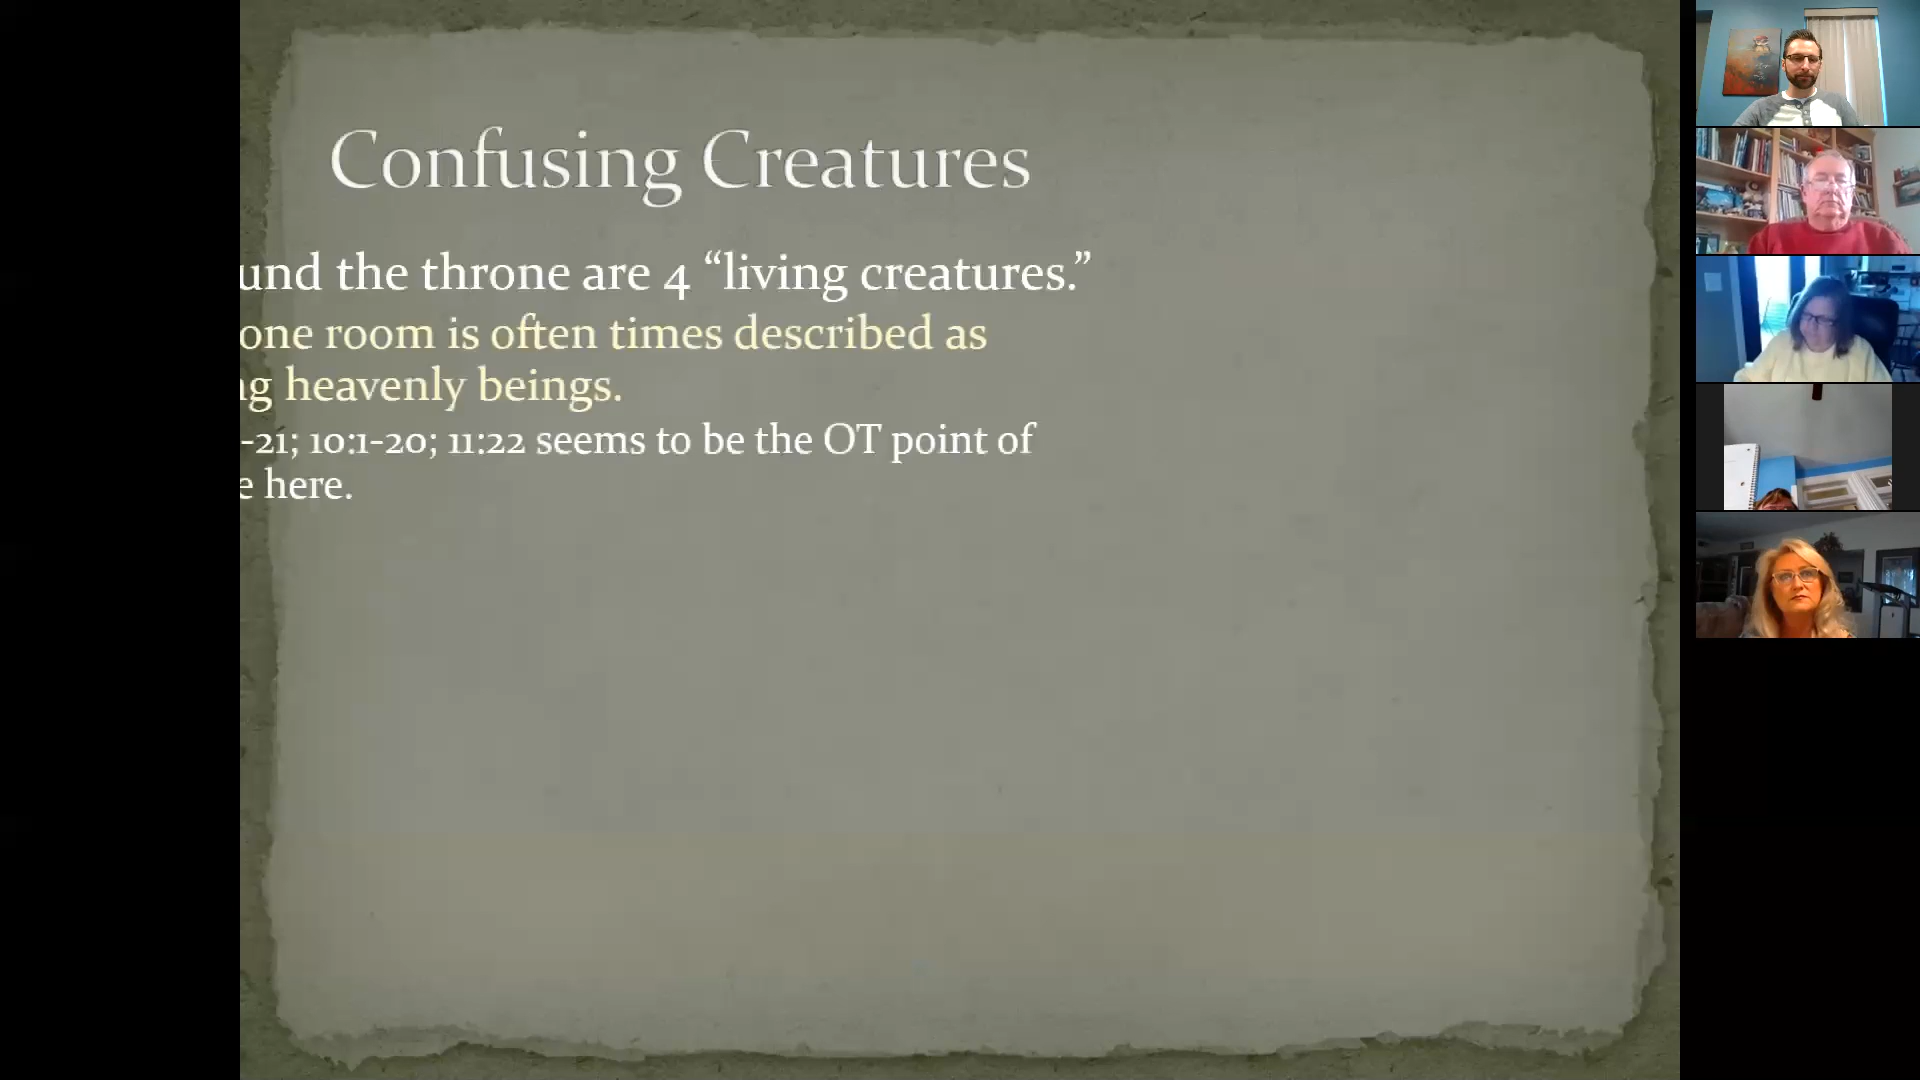 Confusing Creatures
und the throne are 4 “living creatures.”
one room is often times described as
ng heavenly beings.
-21; 10:1-20; 11:22 seems to be the OT point of
e here.